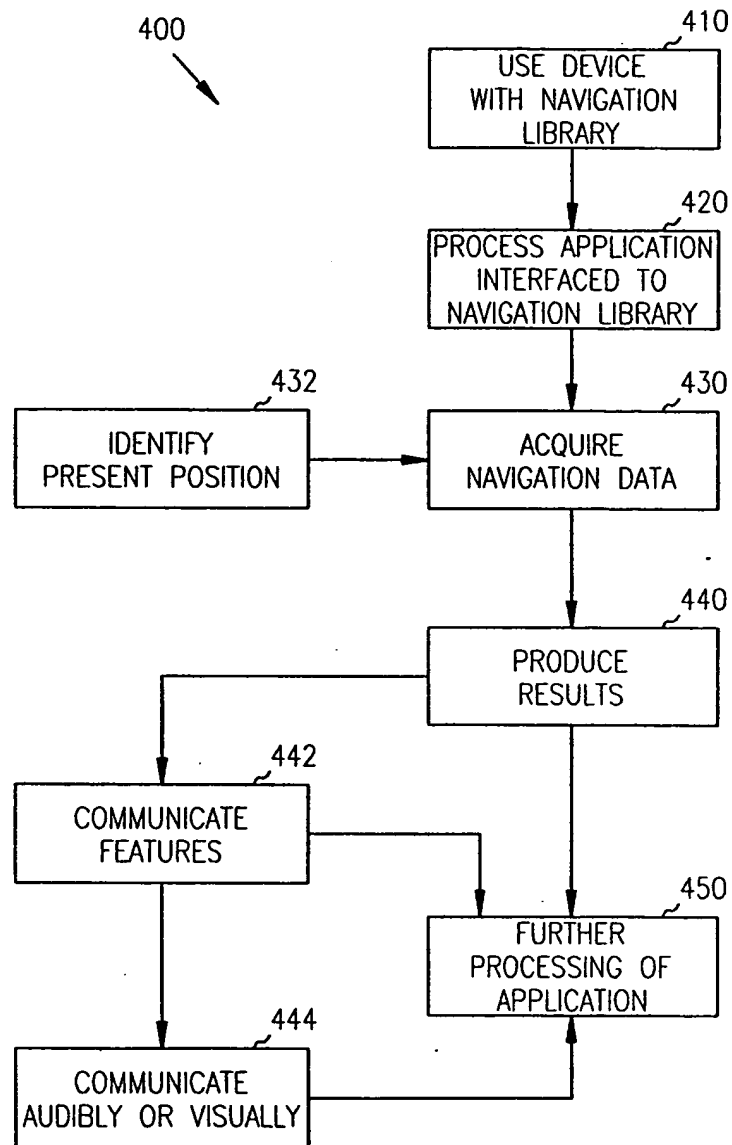 400
410
USE DEVICE
WITH NAVIGATION
LIBRARY
420
PROCESS APPLICATION
INTERFACED TO
NAVIGATION LIBRARY
432
IDENTIFY
PRESENT POSITION
430
ACQUIRE
NAVIGATION DATA
440
PRODUCE
RESULTS
442
COMMUNICATE
FEATURES
450
FURTHER
PROCESSING OF
APPLICATION
444
COMMUNICATE
AUDIBLY OR VISUALLY